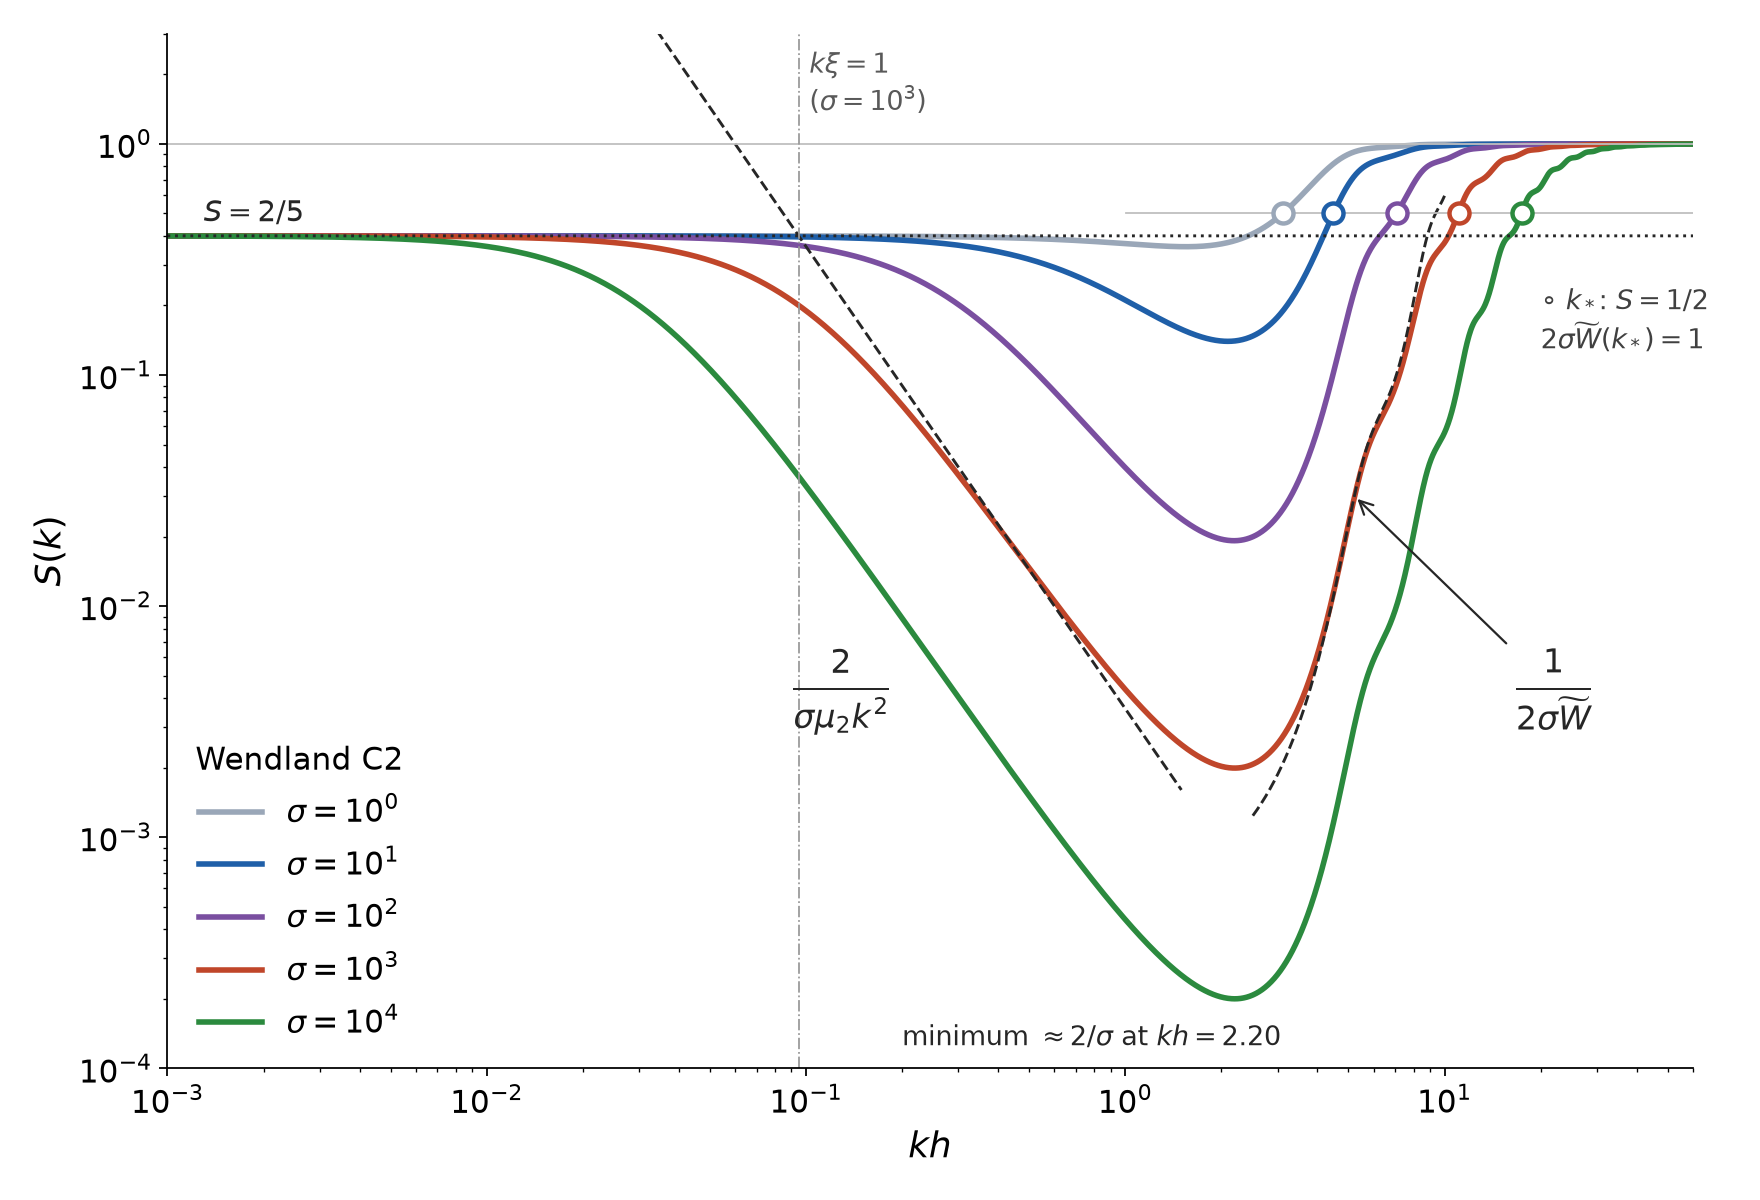 kξ = 1
(σ = 10³)
10⁰
S = 2/5
∘ k∗: S = 1/2
2σW̃(k∗) = 1
10⁻¹
S(k)
10⁻²
2
σμ₂k²
1
2σW̃
Wendland C2
σ = 10⁰
σ = 10¹
σ = 10²
σ = 10³
σ = 10⁴
10⁻³
minimum ≈ 2/σ at kh = 2.20
10⁻⁴
10⁻³ 10⁻² 10⁻¹ 10⁰ 10¹
kh